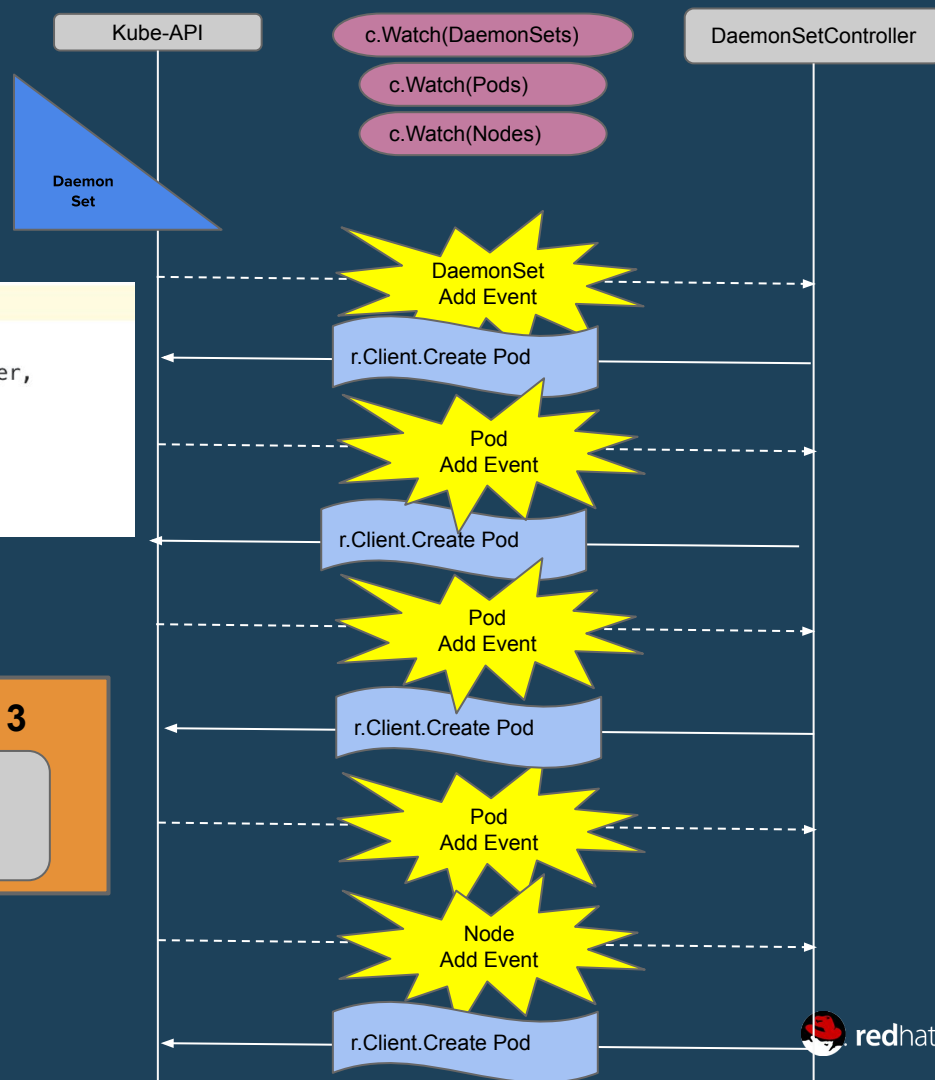 Kube-API
c.Watch(DaemonSets)
DaemonSetController
c.Watch(Pods)
c.Watch(Nodes)
Daemon
Set
DaemonSet
Add Event
er,
r.Client.Create Pod
Pod
Add Event
r.Client.Create Pod
Pod
Add Event
3
r.Client.Create Pod
Pod
Add Event
Node
Add Event
r.Client.Create Pod
redhat